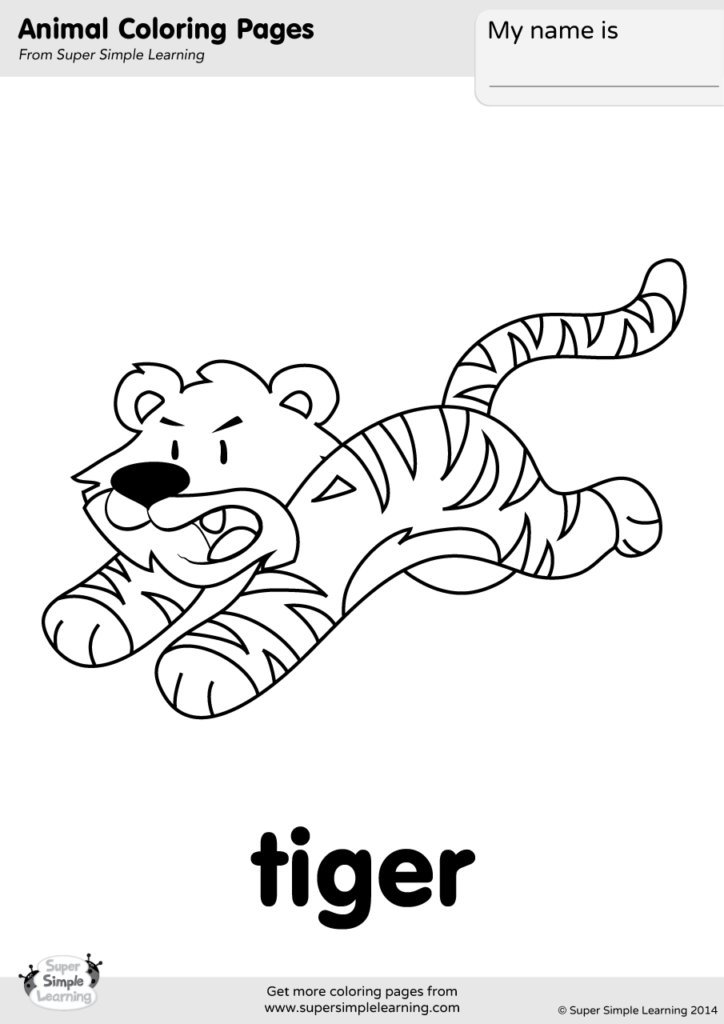 Animal Coloring Pages
From Super Simple Learning
My name is
tiger
Super
Simple
Learning
Get more coloring pages from
www.supersimplelearning.com
© Super Simple Learning 2014